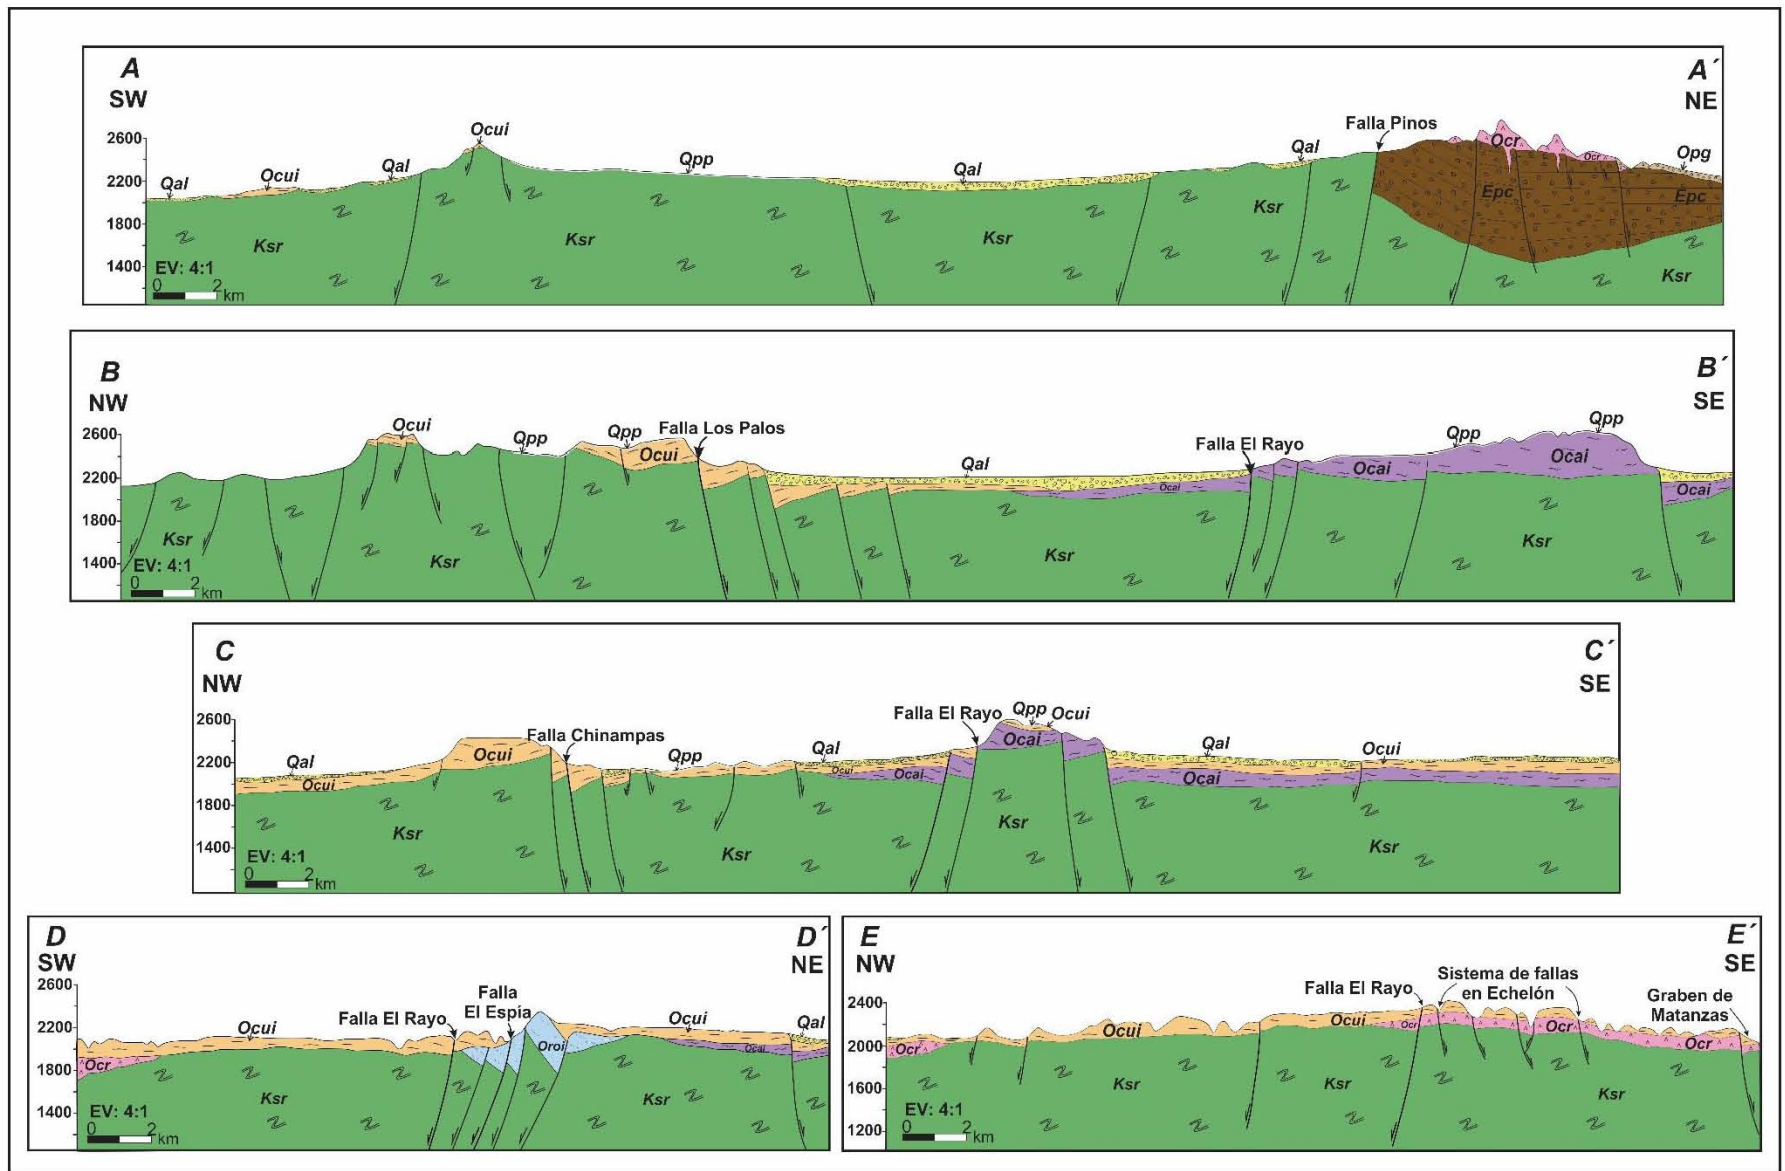 A
SW
A´
NE
2600
2200
1800
1400
Qal
Ocui
Qal
Ocui
Qpp
Qal
Qal
Falla Pinos
Ocr
Ocr
Opg
Epc
Epc
Ksr
Ksr
Ksr
Ksr
Ksr
EV: 4:1
0 2 km
B
NW
B´
SE
2600
2200
1800
1400
Ocui
Qpp
Qpp
Ocui
Falla Los Palos
Qal
Ocai
Falla El Rayo
Ocai
Qpp
Qpp
Ocai
Ocai
Ksr
Ksr
Ksr
Ksr
EV: 4:1
0 2 km
C
NW
C´
SE
2600
2200
1800
1400
Qal
Ocui
Ocui
Falla Chinampas
Qpp
Qal
Ocui
Ocai
Falla El Rayo
Qpp Ocui
Ocai
Qal
Ocai
Ocui
Ksr
Ksr
Ksr
Ksr
EV: 4:1
0 2 km
D
SW
D´
NE
2600
2200
1800
1400
Ocui
Ocr
Falla El Rayo
Falla
El Espía
Oroi
Ocui
Ocai
Qal
Ksr
Ksr
EV: 4:1
0 2 km
E
NW
E´
SE
2400
2000
1600
1200
Ocr
Ocui
Ocui
Ocr
Falla El Rayo
Sistema de fallas
en Echelón
Ocr
Ocr
Graben de
Matanzas
Ksr
Ksr
Ksr
EV: 4:1
0 2 km